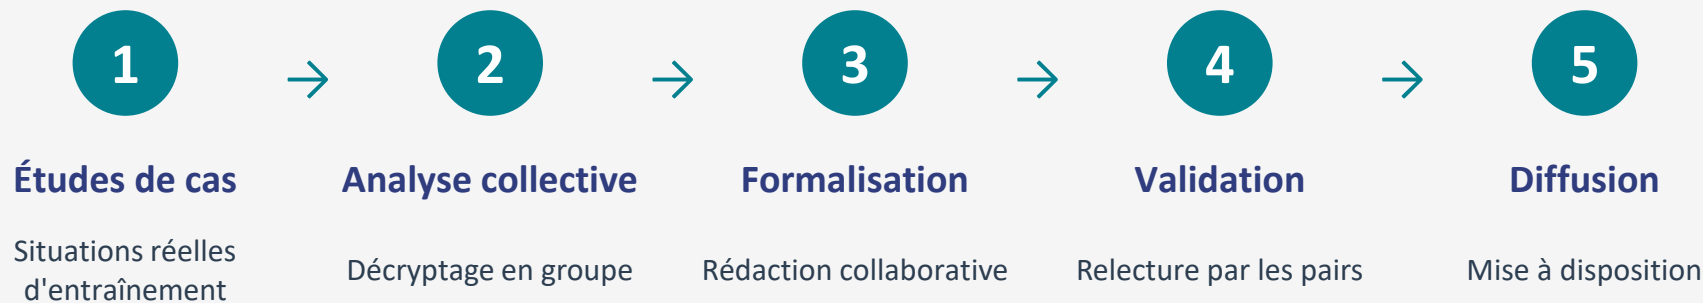 1
2
3
4
5
Études de cas
Analyse collective
Formalisation
Validation
Diffusion
Situations réelles
d'entraînement
Décryptage en groupe
Rédaction collaborative
Relecture par les pairs
Mise à disposition